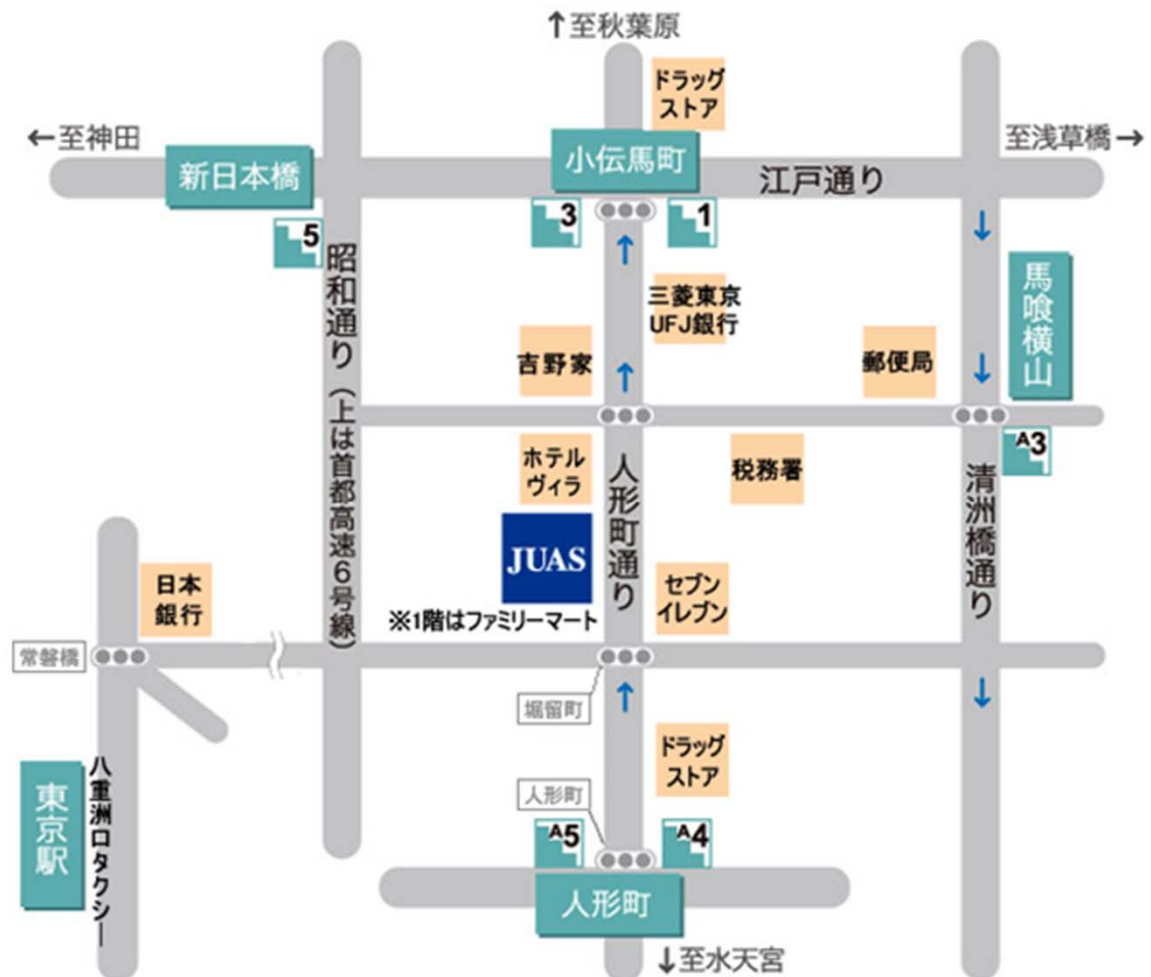 ↑至秋葉原
ドラッグ
ストア
←至神田
至浅草橋→
新日本橋
小伝馬町
江戸通り
5
3
1
昭和通り（上は首都高速6号線）
三菱東京
UFJ銀行
馬喰横山
吉野家
郵便局
A3
ホテル
ヴィラ
人形町通り
税務署
清洲橋通り
JUAS
※1階はファミリーマート
セブン
イレブン
日本
銀行
常磐橋
堀留町
ドラッグ
ストア
東京駅
八重洲口タクシー
人形町
A5
A4
人形町
↓至水天宮